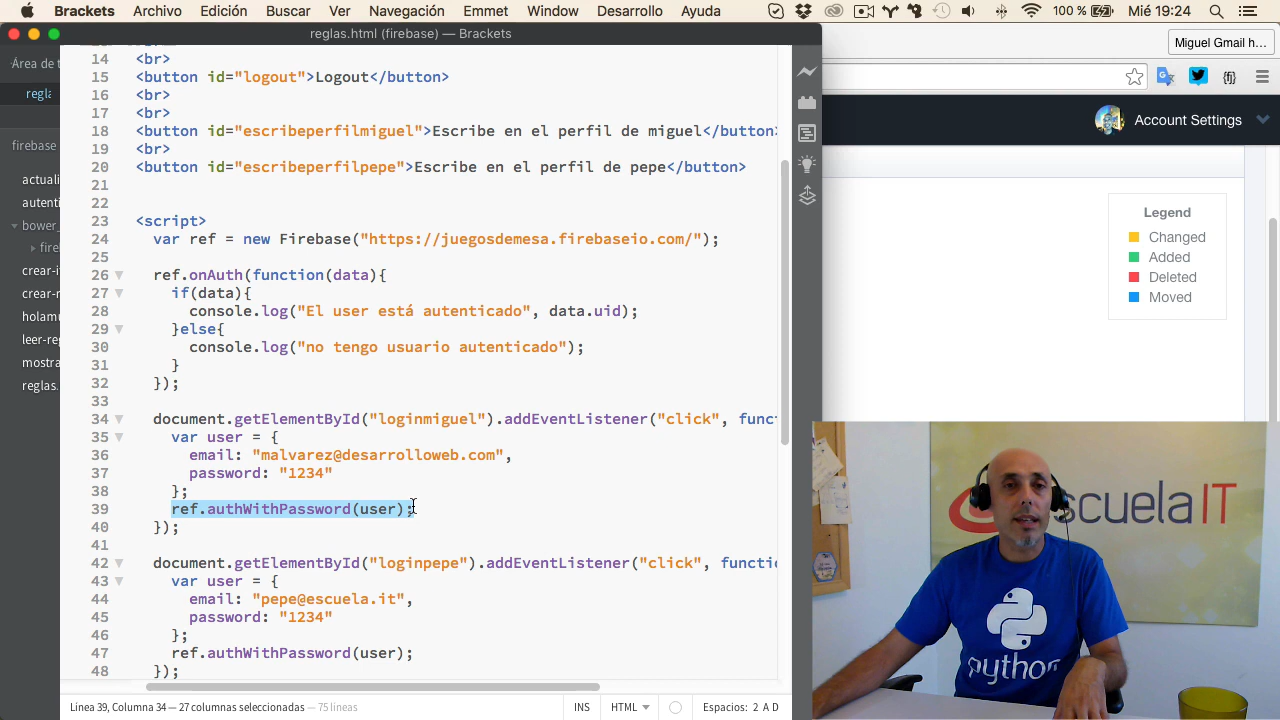 Brackets Archivo Edición Buscar Ver Navegación Emmet Window Desarrollo Ayuda 100 % Mié 19:24
reglas.html (firebase) — Brackets
Miguel Gmail h...
Área de t
regla
firebase
actuali
autenti
bower_
fire
crear-i
crear-r
holamu
leer-re
mostra
reglas.
14 <br>
15 <button id="logout">Logout</button>
16 <br>
17 <br>
18 <button id="escribeperfilmiguel">Escribe en el perfil de miguel</button>
19 <br>
20 <button id="escribeperfilpepe">Escribe en el perfil de pepe</button>
21
22
23 <script>
24 var ref = new Firebase("https://juegosdemesa.firebaseio.com/");
25
26 ref.onAuth(function(data){
27 if(data){
28 console.log("El user está autenticado", data.uid);
29 }else{
30 console.log("no tengo usuario autenticado");
31 }
32 });
33
34 document.getElementById("loginmiguel").addEventListener("click", funct
35 var user = {
36 email: "malvarez@desarrolloweb.com",
37 password: "1234"
38 };
39 ref.authWithPassword(user);
40 });
41
42 document.getElementById("loginpepe").addEventListener("click", functio
43 var user = {
44 email: "pepe@escuela.it",
45 password: "1234"
46 };
47 ref.authWithPassword(user);
48 });
Línea 39, Columna 34 — 27 columnas seleccionadas — 75 líneas
INS HTML Espacios: 2 A D
{fj}
Account Settings
Legend
Changed
Added
Deleted
Moved
escuela IT
python